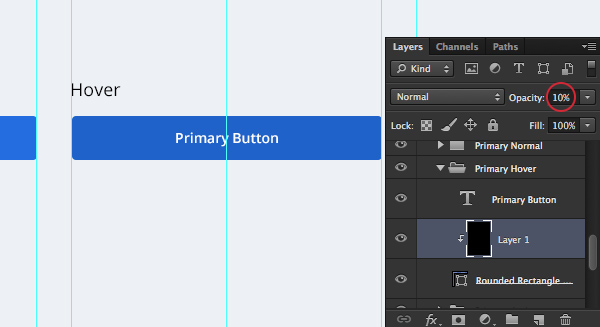 Hover
Primary Button
Layers Channels Paths
Kind
Normal Opacity: 10%
Lock: Fill: 100%
Primary Normal
Primary Hover
T Primary Button
Layer 1
Rounded Rectangle ...
fx